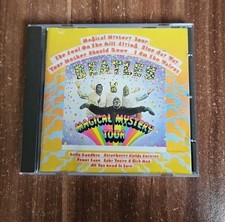 Magical Mystery Tour
The Fool On The Hill Flying Blue Jay Way
Your Mother Should Know I Am The Walrus
BEATLES
MAGICAL MYSTERY
TOUR
Hello Goodbye Strawberry Fields Forever
Penny Lane Baby You're A Rich Man
All You Need Is Love